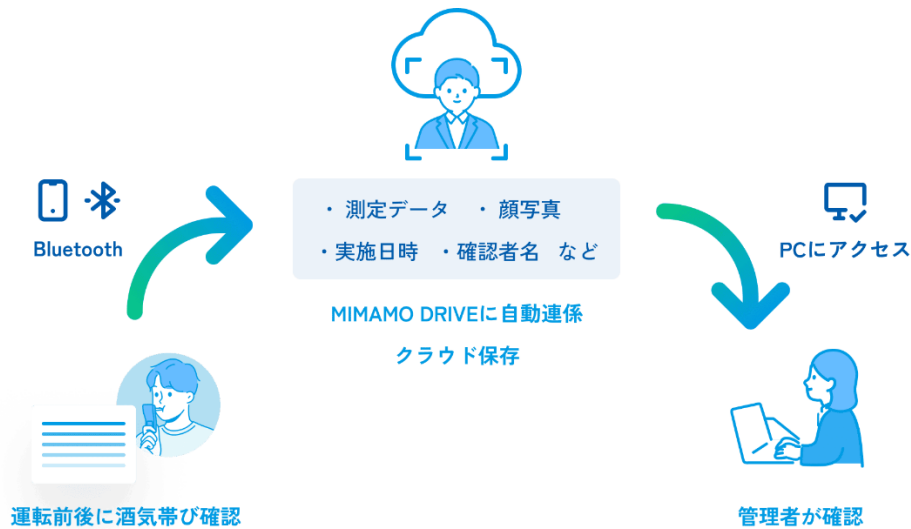 ・ 測定データ ・ 顔写真
・実施日時 ・確認者名 など
Bluetooth
PCにアクセス
MIMAMO DRIVEに自動連係
クラウド保存
運転前後に酒気帯び確認
管理者が確認